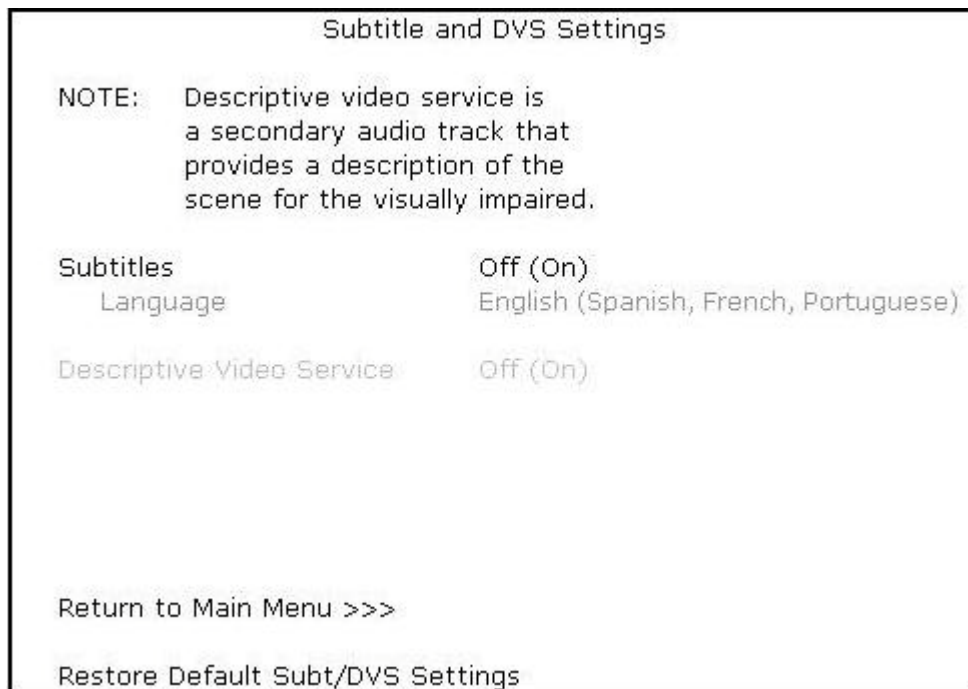 Subtitle and DVS Settings
NOTE: Descriptive video service is
a secondary audio track that
provides a description of the
scene for the visually impaired.
Subtitles Off (On)
Language English (Spanish, French, Portuguese)
Descriptive Video Service Off (On)
Return to Main Menu >>>
Restore Default Subt/DVS Settings